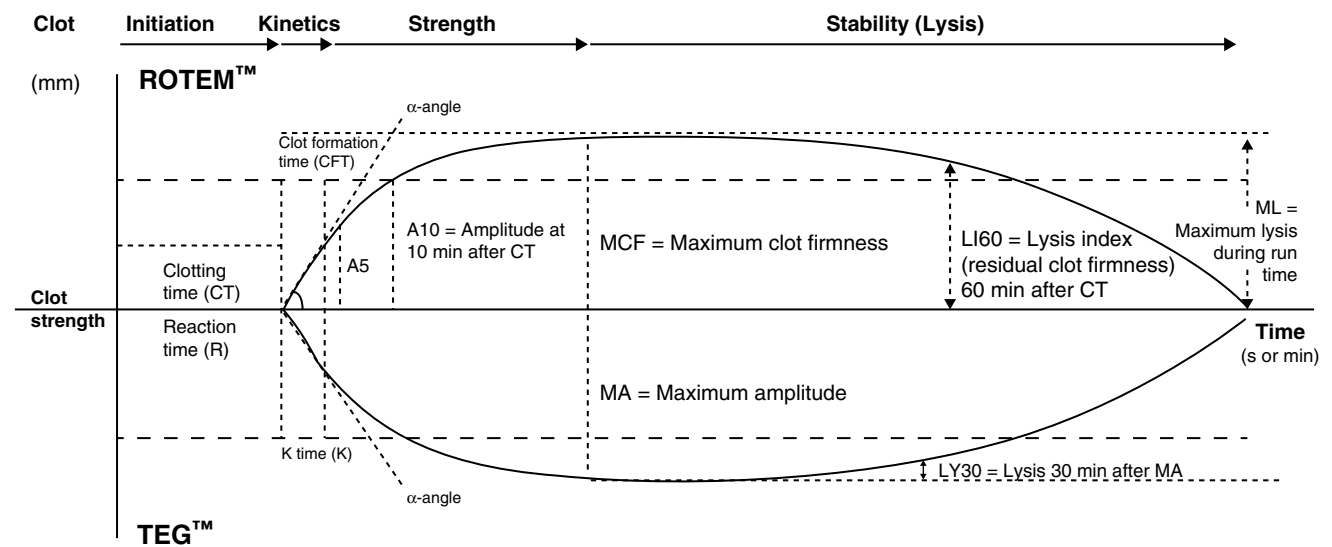 Clot Initiation Kinetics Strength Stability (Lysis)
(mm)
ROTEM™
α-angle
Clot formation
time (CFT)
A10 = Amplitude at
10 min after CT
A5
MCF = Maximum clot firmness
LI60 = Lysis index
(residual clot firmness)
60 min after CT
ML =
Maximum lysis
during run
time
Clotting
time (CT)
Clot
strength
Reaction
time (R)
Time
(s or min)
MA = Maximum amplitude
K time (K)
LY30 = Lysis 30 min after MA
α-angle
TEG™